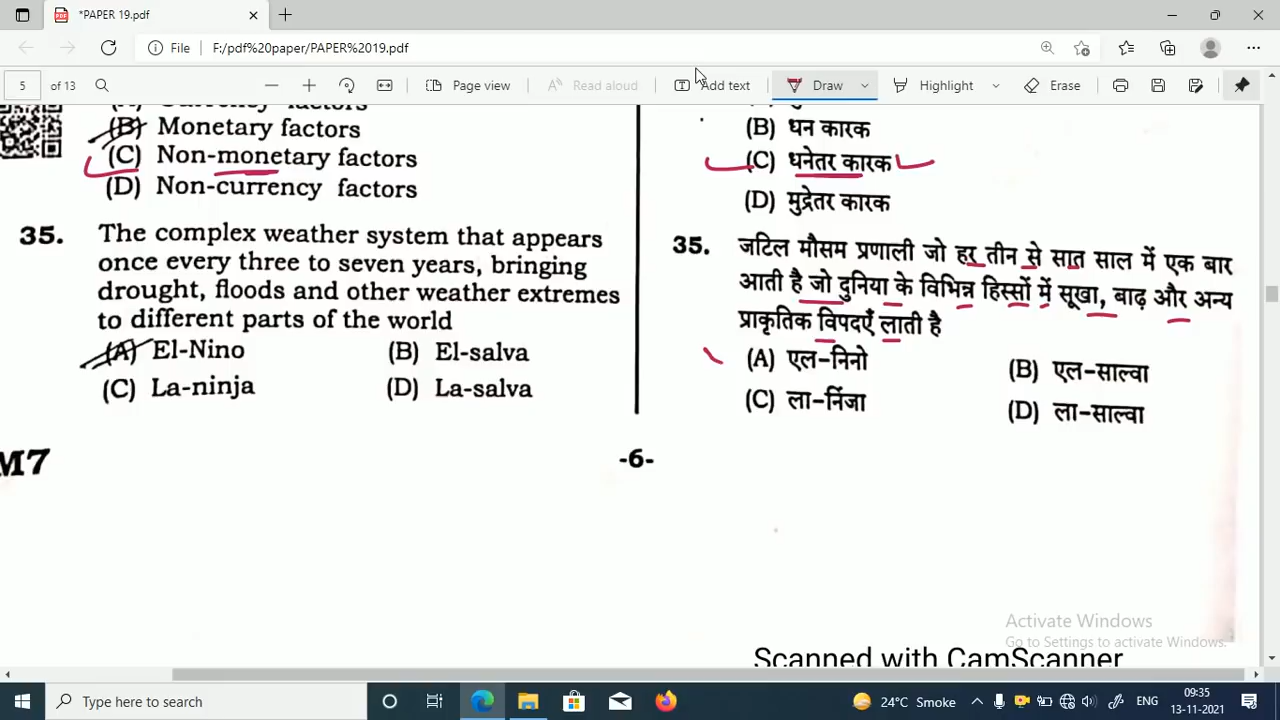 *PAPER 19.pdf
File F:/pdf%20paper/PAPER%2019.pdf
5 of 13 Page view Read aloud Add text Draw Highlight Erase
factors
(B) Monetary factors
(C) Non-monetary factors
(D) Non-currency factors
35. The complex weather system that appears
once every three to seven years, bringing
drought, floods and other weather extremes
to different parts of the world
(A) El-Nino (B) El-salva
(C) La-ninja (D) La-salva
M7
(B) धन कारक
(C) धनेतर कारक
(D) मुद्रेतर कारक
35. जटिल मौसम प्रणाली जो हर तीन से सात साल में एक बार
आती है जो दुनिया के विभिन्न हिस्सों में सूखा, बाढ़ और अन्य
प्राकृतिक विपदएँ लाती है
(A) एल-निनो (B) एल-साल्वा
(C) ला-निंजा (D) ला-साल्वा
-6-
Activate Windows
Go to Settings to activate Windows.
Scanned with CamScanner
Type here to search
24°C Smoke ENG 09:35
13-11-2021